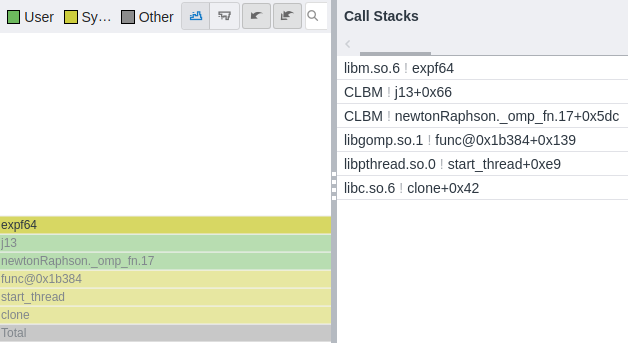 User Sy… Other
Call Stacks
libm.so.6 ! expf64
CLBM ! j13+0x66
CLBM ! newtonRaphson._omp_fn.17+0x5dc
libgomp.so.1 ! func@0x1b384+0x139
libpthread.so.0 ! start_thread+0xe9
libc.so.6 ! clone+0x42
expf64
j13
newtonRaphson._omp_fn.17
func@0x1b384
start_thread
clone
Total